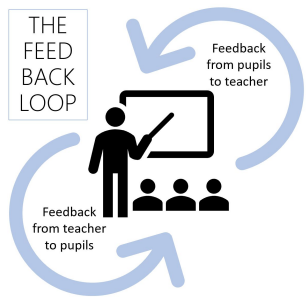 THE
FEED
BACK
LOOP
Feedback
from pupils
to teacher
Feedback
from teacher
to pupils